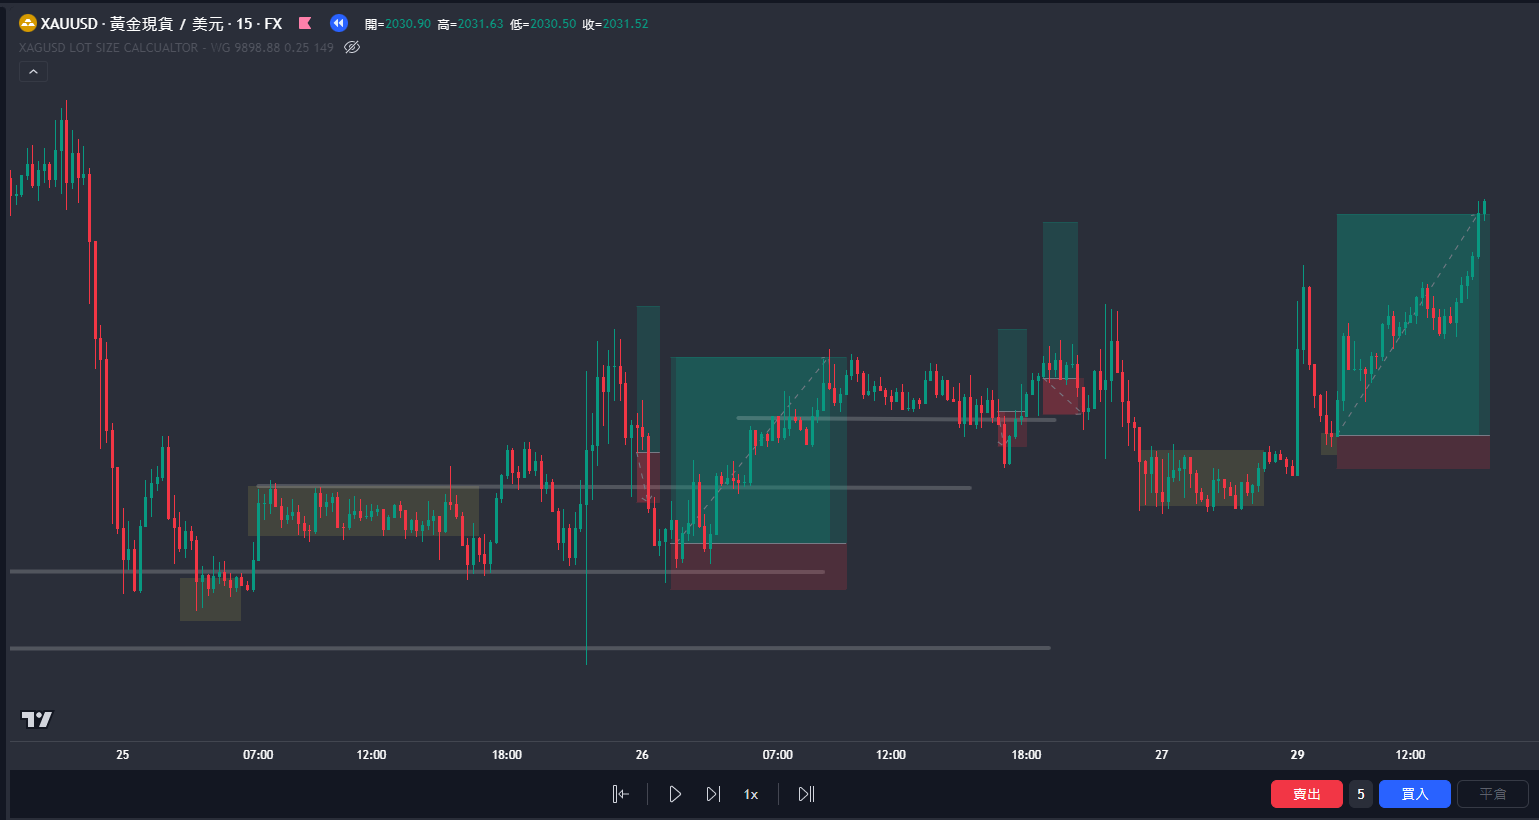 XAUUSD · 黃金現貨 / 美元 · 15 · FX 開=2030.90 高=2031.63 低=2030.50 收=2031.52
XAGUSD LOT SIZE CALCUALTOR - WG 9898.88 0.25 149
25 07:00 12:00 18:00 26 07:00 12:00 18:00 27 29 12:00
1x 賣出 5 買入 平倉